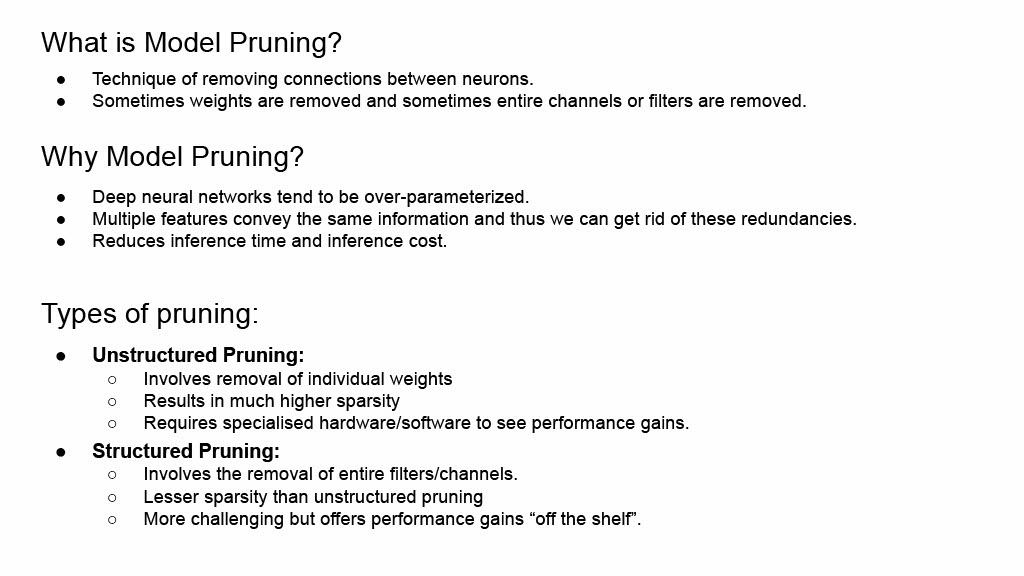 What is Model Pruning?
● Technique of removing connections between neurons.
● Sometimes weights are removed and sometimes entire channels or filters are removed.
Why Model Pruning?
● Deep neural networks tend to be over-parameterized.
● Multiple features convey the same information and thus we can get rid of these redundancies.
● Reduces inference time and inference cost.
Types of pruning:
● Unstructured Pruning:
○ Involves removal of individual weights
○ Results in much higher sparsity
○ Requires specialised hardware/software to see performance gains.
● Structured Pruning:
○ Involves the removal of entire filters/channels.
○ Lesser sparsity than unstructured pruning
○ More challenging but offers performance gains “off the shelf”.